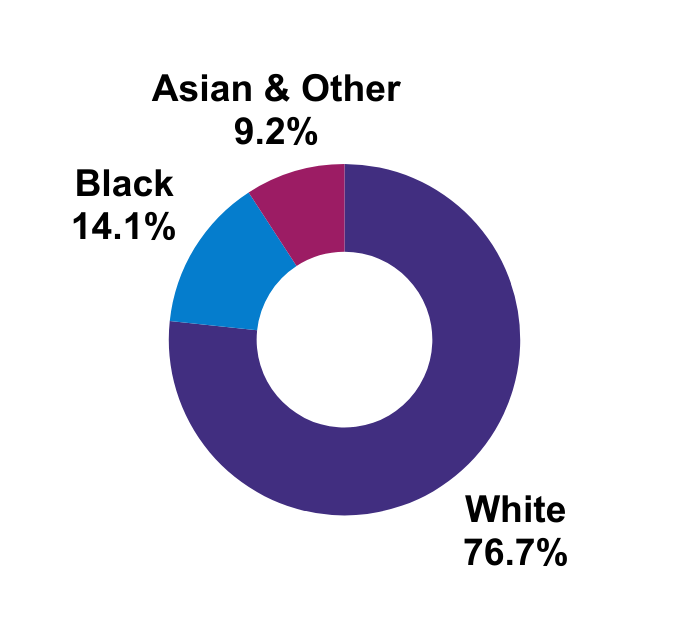 Asian & Other
9.2%
Black
14.1%
White
76.7%